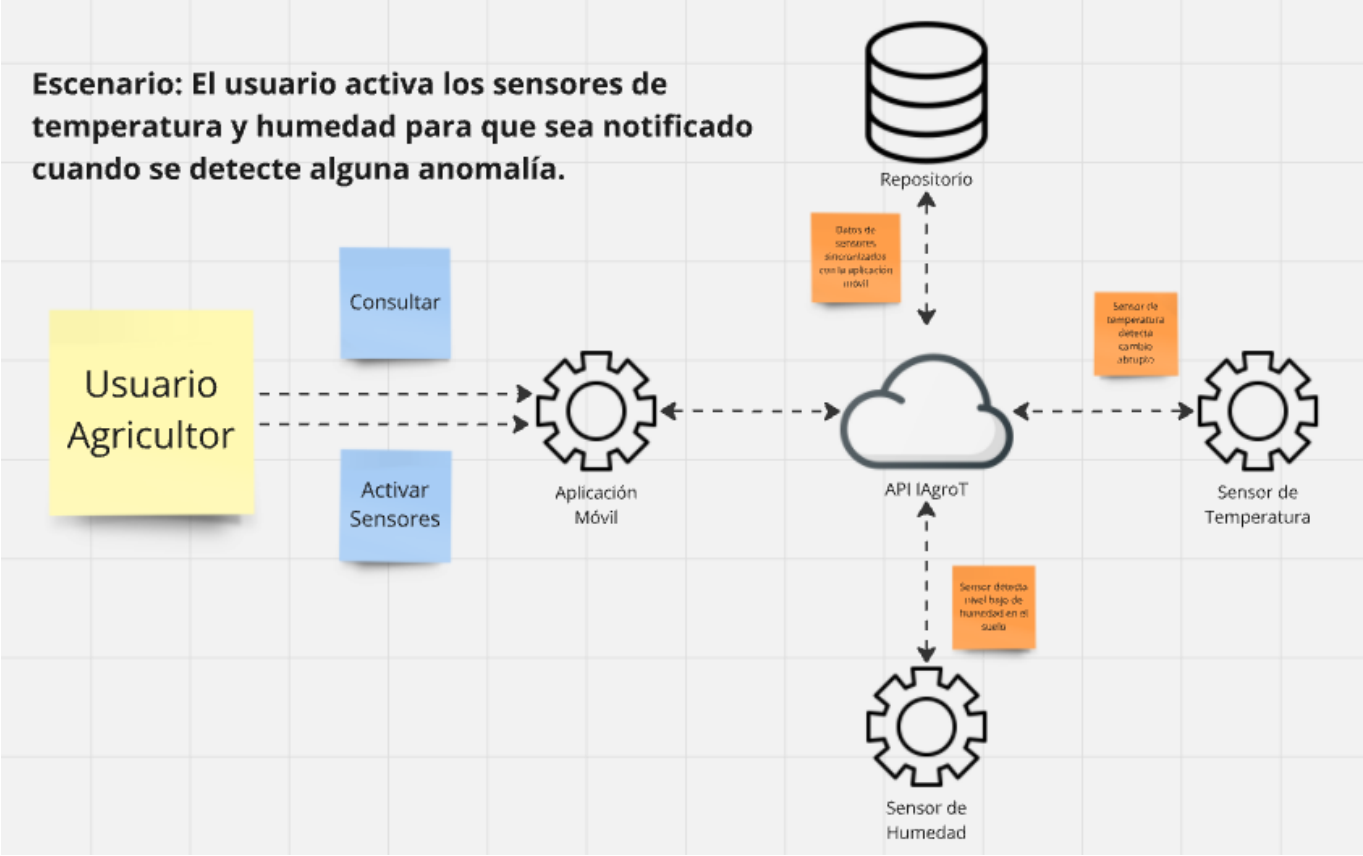 Escenario: El usuario activa los sensores de
temperatura y humedad para que sea notificado
cuando se detecte alguna anomalía.
Repositorio
Datos de
sensores
sincronizados
con la aplicación
móvil
Consultar
Sensor de
temperatura
detecta
cambio
abrupto
Usuario
Agricultor
Activar
Sensores
Aplicación
Móvil
API IAgroT
Sensor de
Temperatura
Sensor detecta
nivel bajo de
humedad en el
suelo
Sensor de
Humedad